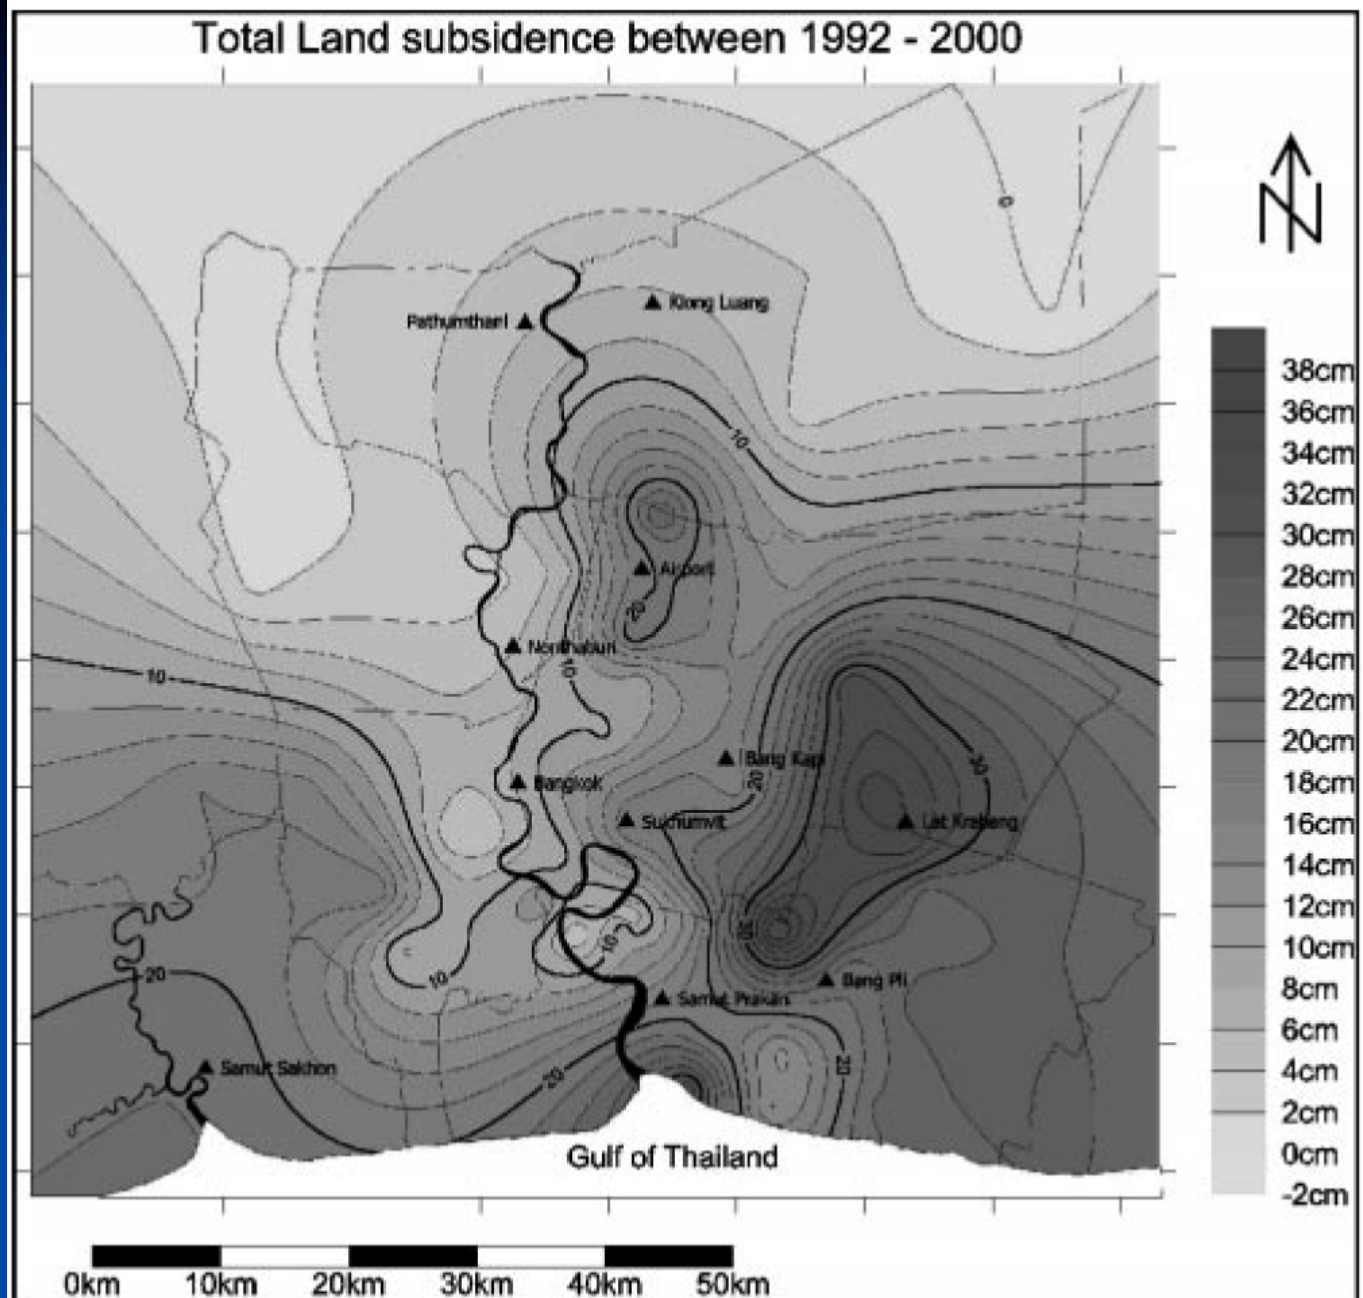 Total Land subsidence between 1992 - 2000
0
N
Klong Luang
Pathumthani
38cm
36cm
10
34cm
32cm
30cm
Airport
28cm
20
26cm
Nonthaburi
24cm
10
10
22cm
20cm
Bang Kapi
30
Bangkok
20
18cm
Sukhumvit
Lat Krabang
16cm
14cm
12cm
30
10
10cm
20
10
Bang Pli
8cm
Samut Prakan
6cm
Samut Sakhon
20
20
4cm
2cm
Gulf of Thailand
0cm
-2cm
0km 10km 20km 30km 40km 50km